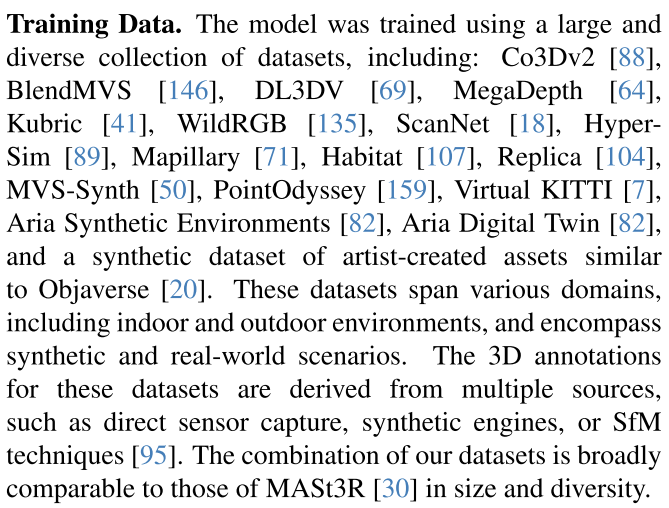 Training Data. The model was trained using a large and
diverse collection of datasets, including: Co3Dv2 [88],
BlendMVS [146], DL3DV [69], MegaDepth [64],
Kubric [41], WildRGB [135], ScanNet [18], Hyper-
Sim [89], Mapillary [71], Habitat [107], Replica [104],
MVS-Synth [50], PointOdyssey [159], Virtual KITTI [7],
Aria Synthetic Environments [82], Aria Digital Twin [82],
and a synthetic dataset of artist-created assets similar
to Objaverse [20]. These datasets span various domains,
including indoor and outdoor environments, and encompass
synthetic and real-world scenarios. The 3D annotations
for these datasets are derived from multiple sources,
such as direct sensor capture, synthetic engines, or SfM
techniques [95]. The combination of our datasets is broadly
comparable to those of MASt3R [30] in size and diversity.